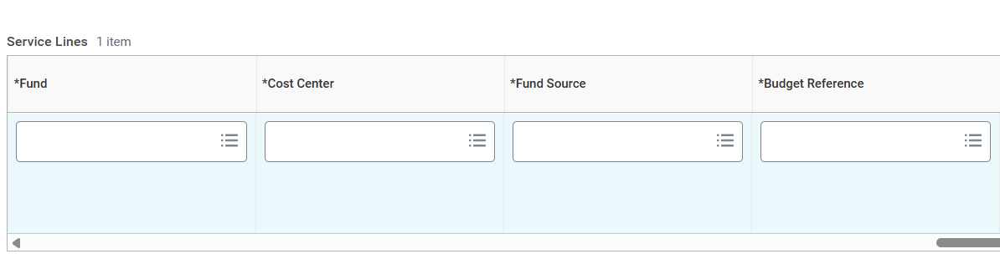 Service Lines 1 item
*Fund *Cost Center *Fund Source *Budget Reference